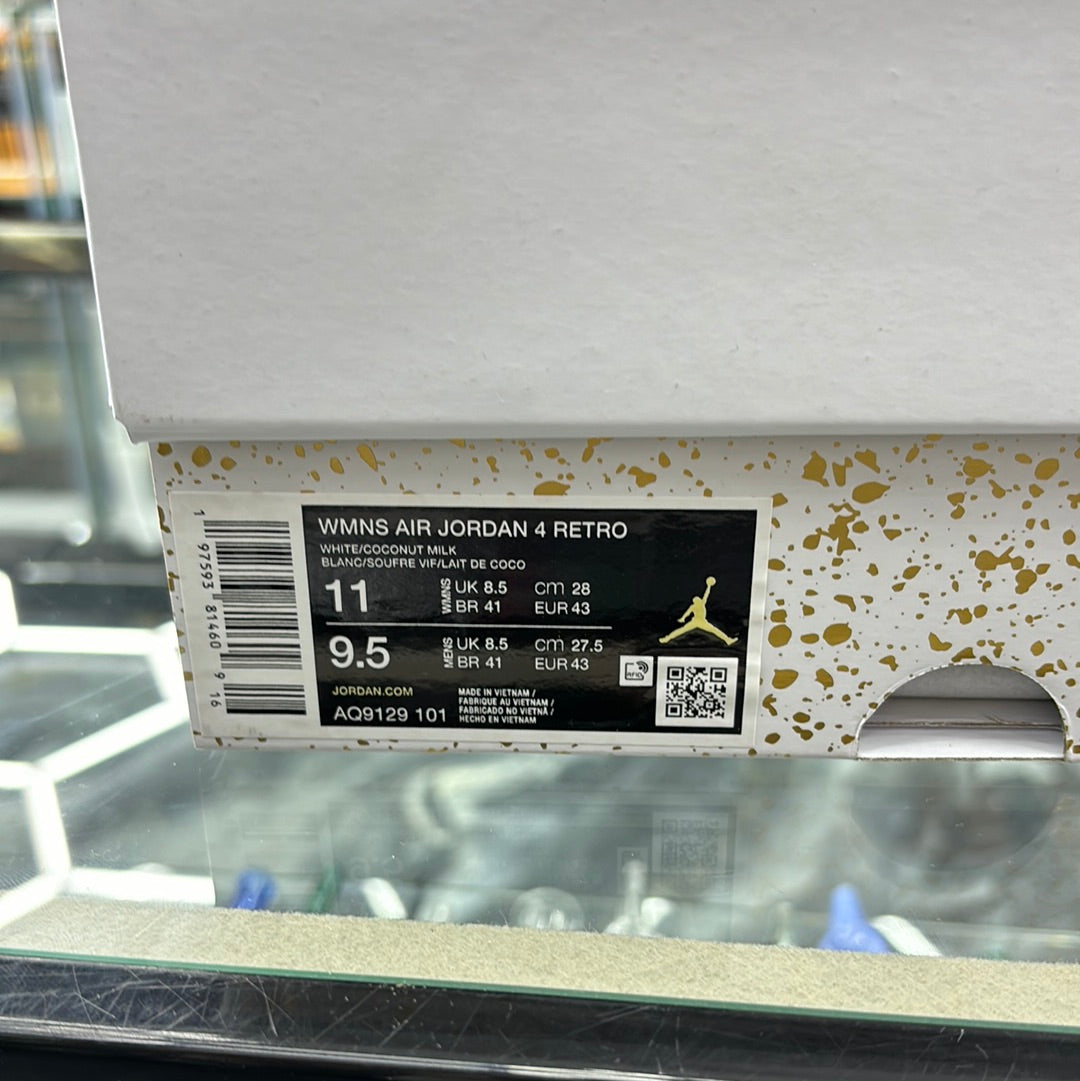 WMNS AIR JORDAN 4 RETRO
WHITE/COCONUT MILK
BLANC/SOUFRE VIF/LAIT DE COCO
11
WMNS
UK 8.5 cm 28
BR 41 EUR 43
9.5
MENS
UK 8.5 cm 27.5
BR 41 EUR 43
RFID
JORDAN.COM
AQ9129 101
MADE IN VIETNAM /
FABRIQUE AU VIETNAM /
FABRICADO NO VIETNÃ /
HECHO EN VIETNAM
1 97593 81460 9 16